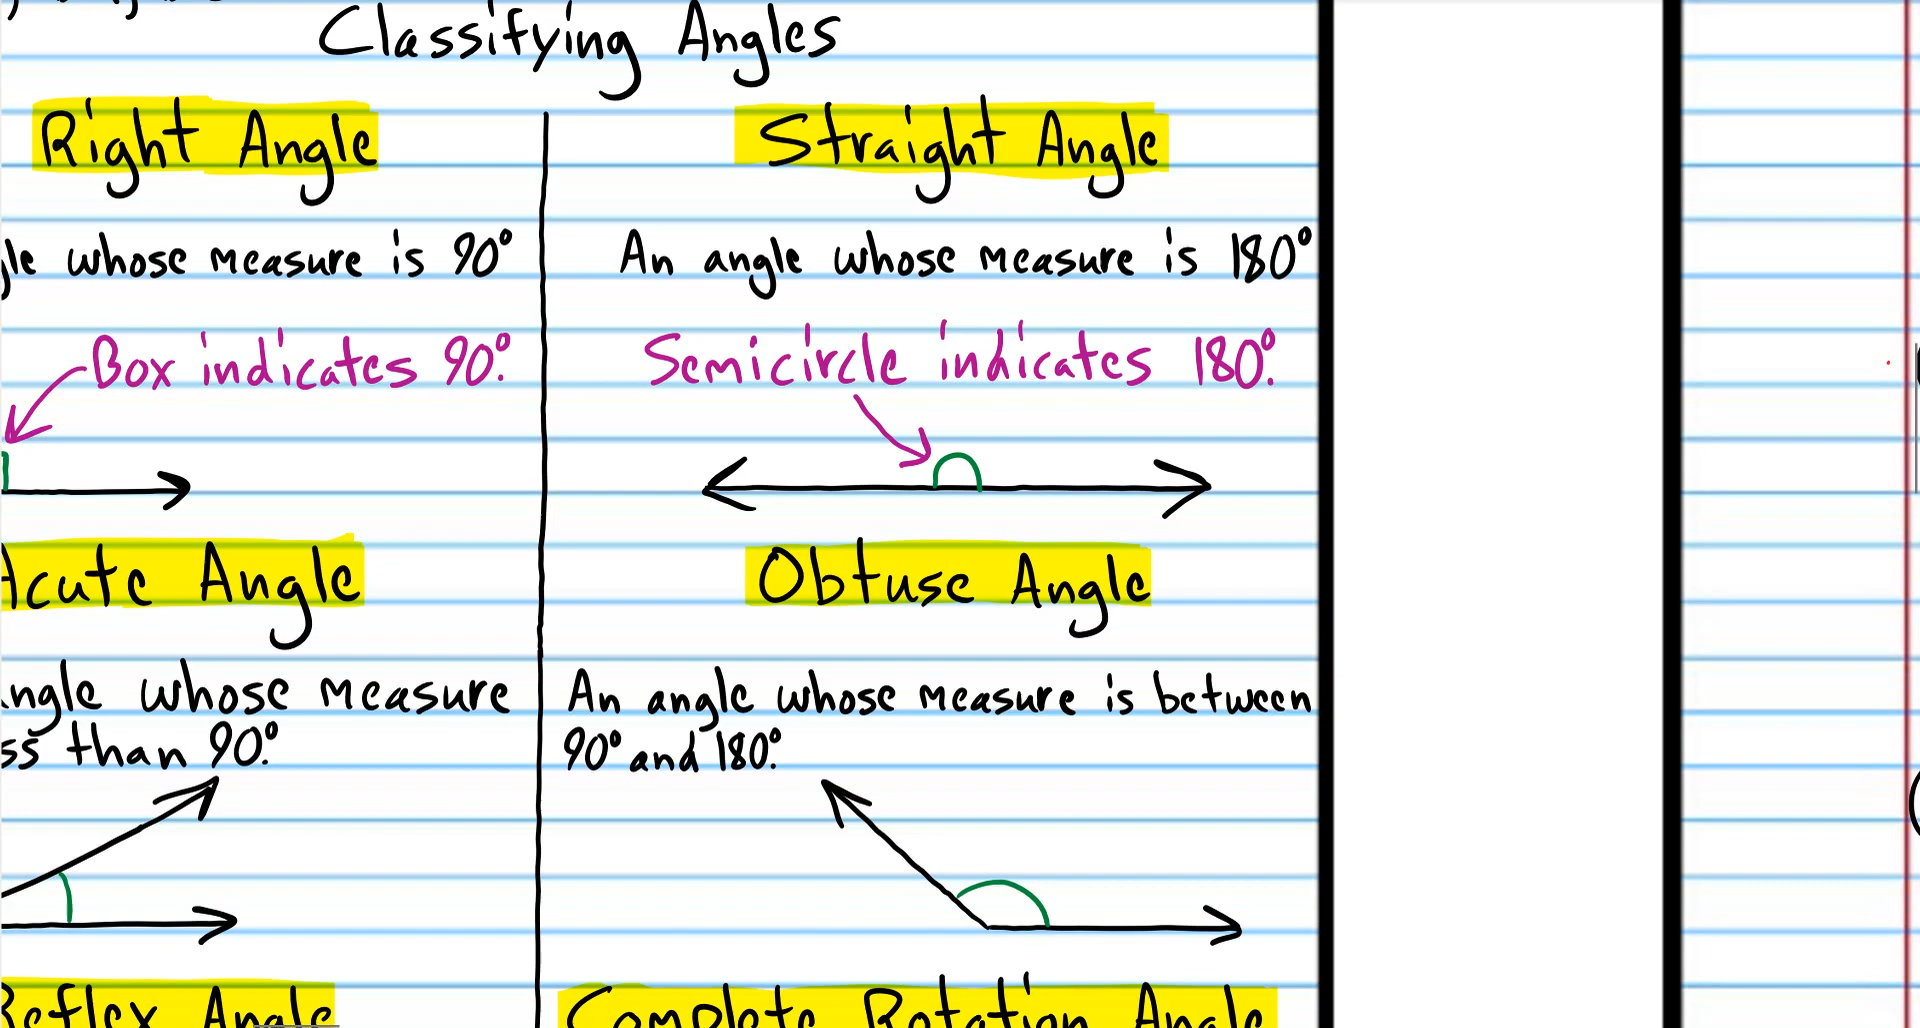 Classifying Angles
Right Angle
Straight Angle
gle whose measure is 90°
An angle whose measure is 180°
Box indicates 90°.
Semicircle indicates 180°.
Acute Angle
Obtuse Angle
angle whose measure
ss than 90°.
An angle whose measure is between
90° and 180°.
Reflex Angle
Complete Rotation Angle